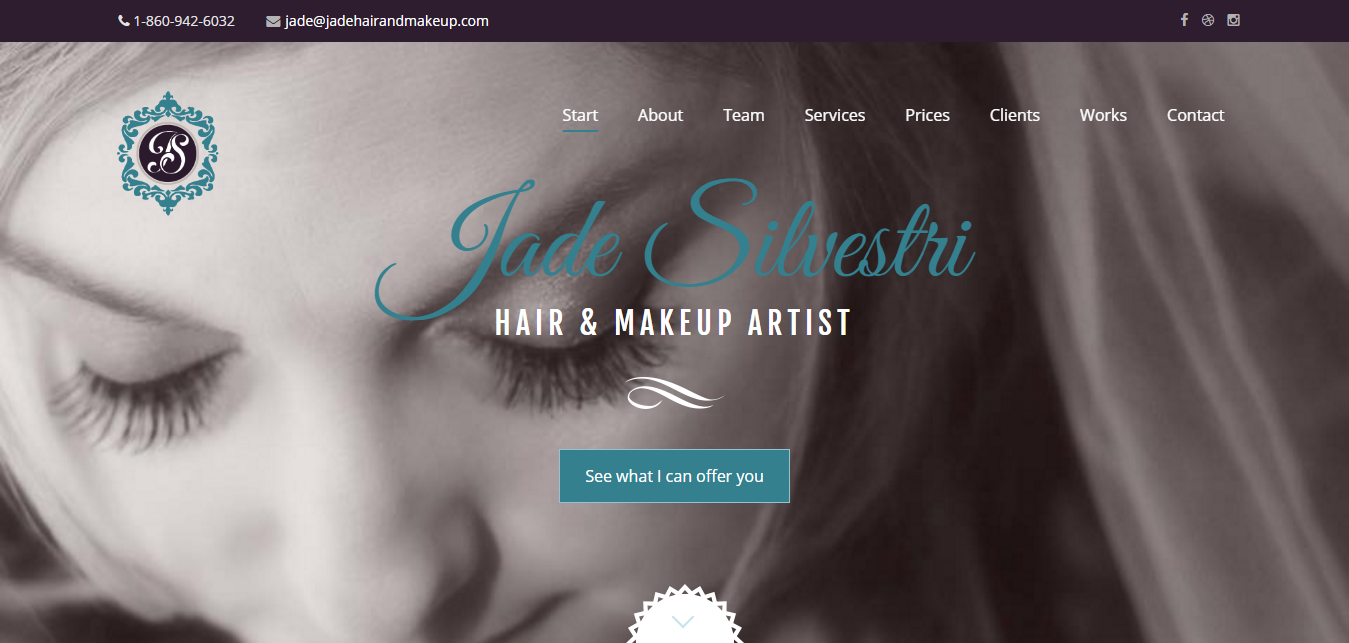 1-860-942-6032 jade@jadehairandmakeup.com
JS
Start About Team Services Prices Clients Works Contact
Jade Silvestri
HAIR & MAKEUP ARTIST
See what I can offer you